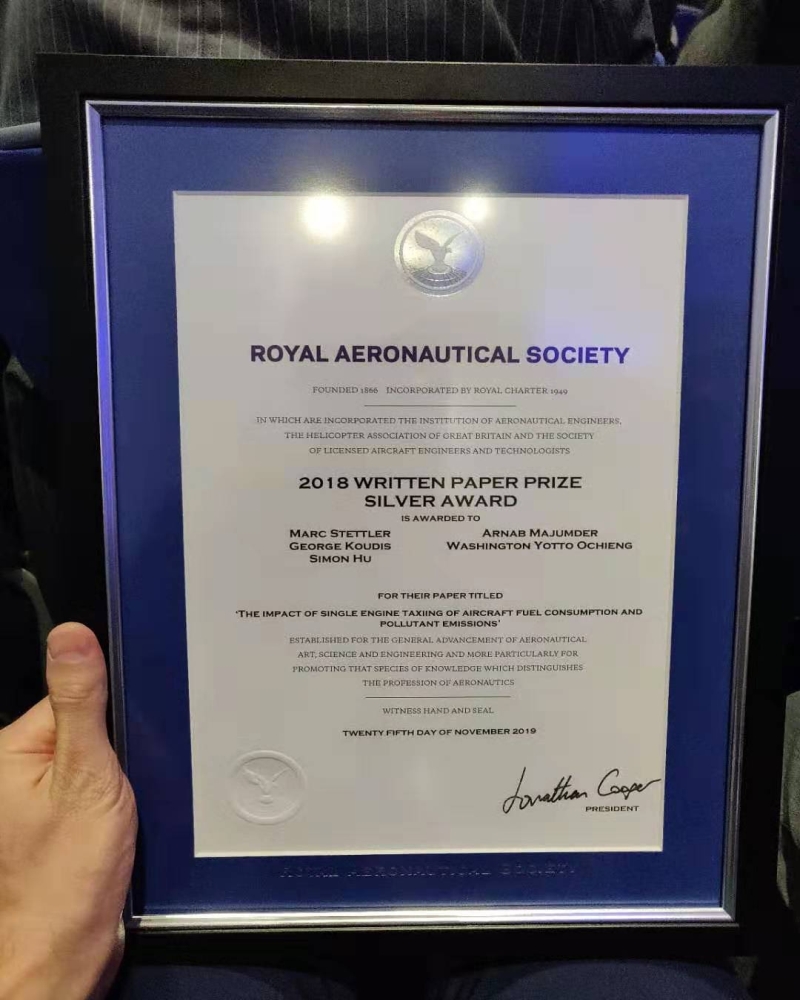 ROYAL AERONAUTICAL SOCIETY
FOUNDED 1866 INCORPORATED BY ROYAL CHARTER 1949
IN WHICH ARE INCORPORATED THE INSTITUTION OF AERONAUTICAL ENGINEERS,
THE HELICOPTER ASSOCIATION OF GREAT BRITAIN AND THE SOCIETY
OF LICENSED AIRCRAFT ENGINEERS AND TECHNOLOGISTS
2018 WRITTEN PAPER PRIZE
SILVER AWARD
IS AWARDED TO
MARC STETTLER
GEORGE KOUDIS
SIMON HU
ARNAB MAJUMDER
WASHINGTON YOTTO OCHIENG
FOR THEIR PAPER TITLED
'THE IMPACT OF SINGLE ENGINE TAXIING OF AIRCRAFT FUEL CONSUMPTION AND
POLLUTANT EMISSIONS'
ESTABLISHED FOR THE GENERAL ADVANCEMENT OF AERONAUTICAL
ART, SCIENCE AND ENGINEERING AND MORE PARTICULARLY FOR
PROMOTING THAT SPECIES OF KNOWLEDGE WHICH DISTINGUISHES
THE PROFESSION OF AERONAUTICS
WITNESS HAND AND SEAL
TWENTY FIFTH DAY OF NOVEMBER 2019
Jonathan Cooper
PRESIDENT
ROYAL AERONAUTICAL SOCIETY